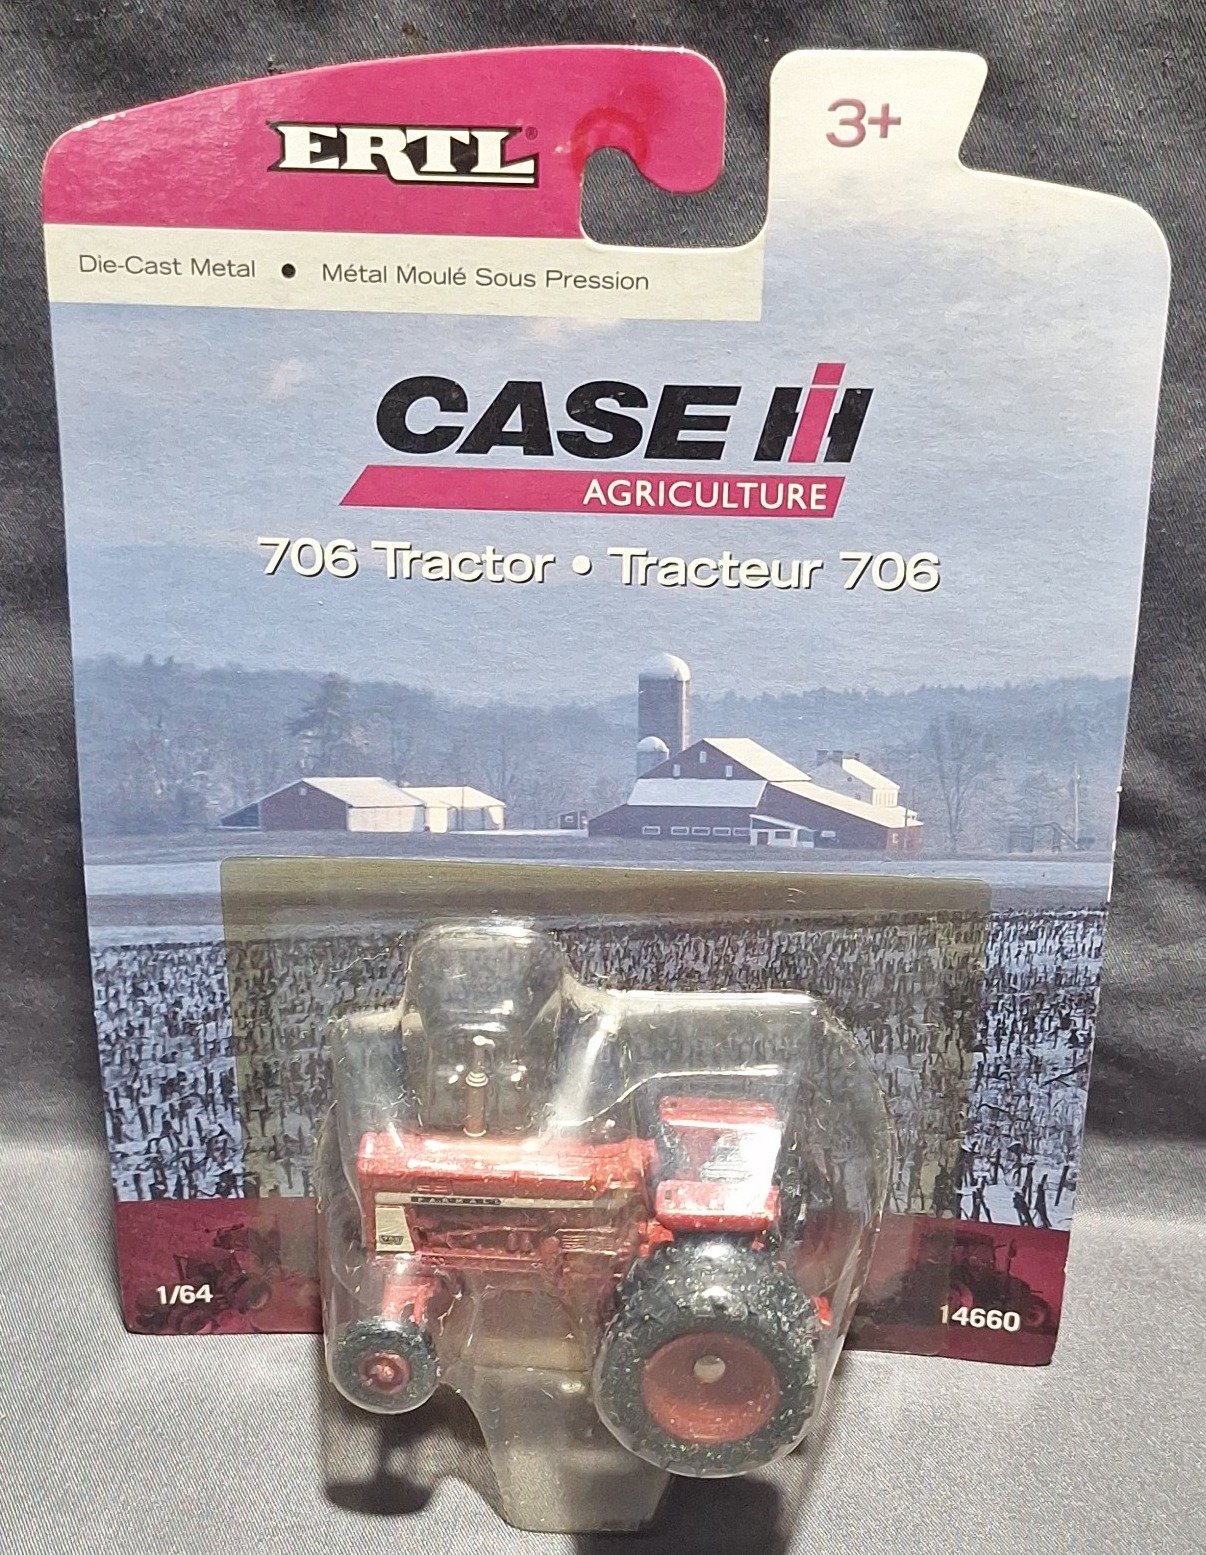 ERTL®
3+
Die-Cast Metal • Métal Moulé Sous Pression
CASE IH
AGRICULTURE
706 Tractor • Tracteur 706
FARMALL
706
1/64
14660